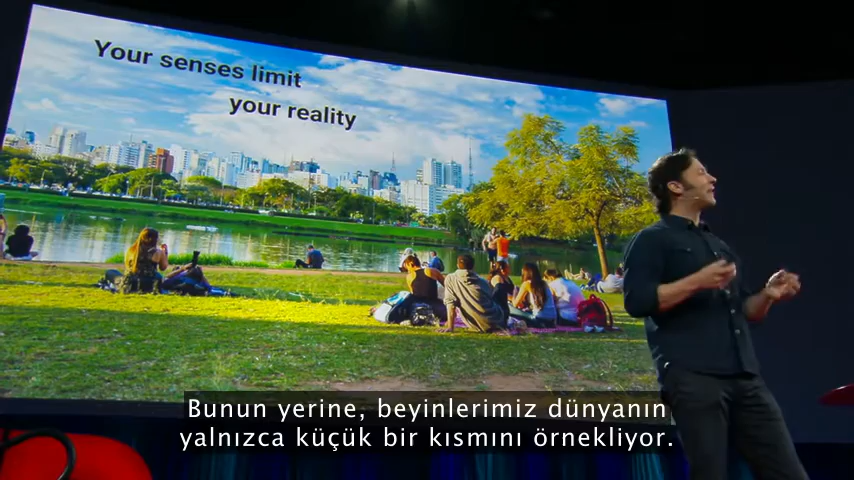 Your senses limit
your reality
Bunun yerine, beyinlerimiz dünyanın
yalnızca küçük bir kısmını örnekliyor.